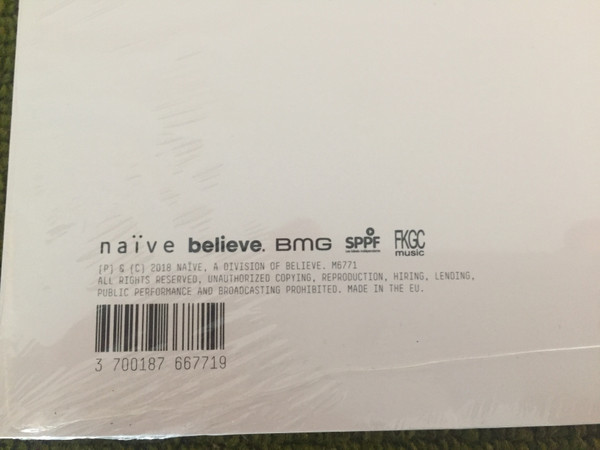 naïve believe. BMG SPPF FKGC music
[P] & (C) 2018 NAÏVE, A DIVISION OF BELIEVE. M6771
ALL RIGHTS RESERVED, UNAUTHORIZED COPYING, REPRODUCTION, HIRING, LENDING,
PUBLIC PERFORMANCE AND BROADCASTING PROHIBITED. MADE IN THE EU.
3 700187 667719